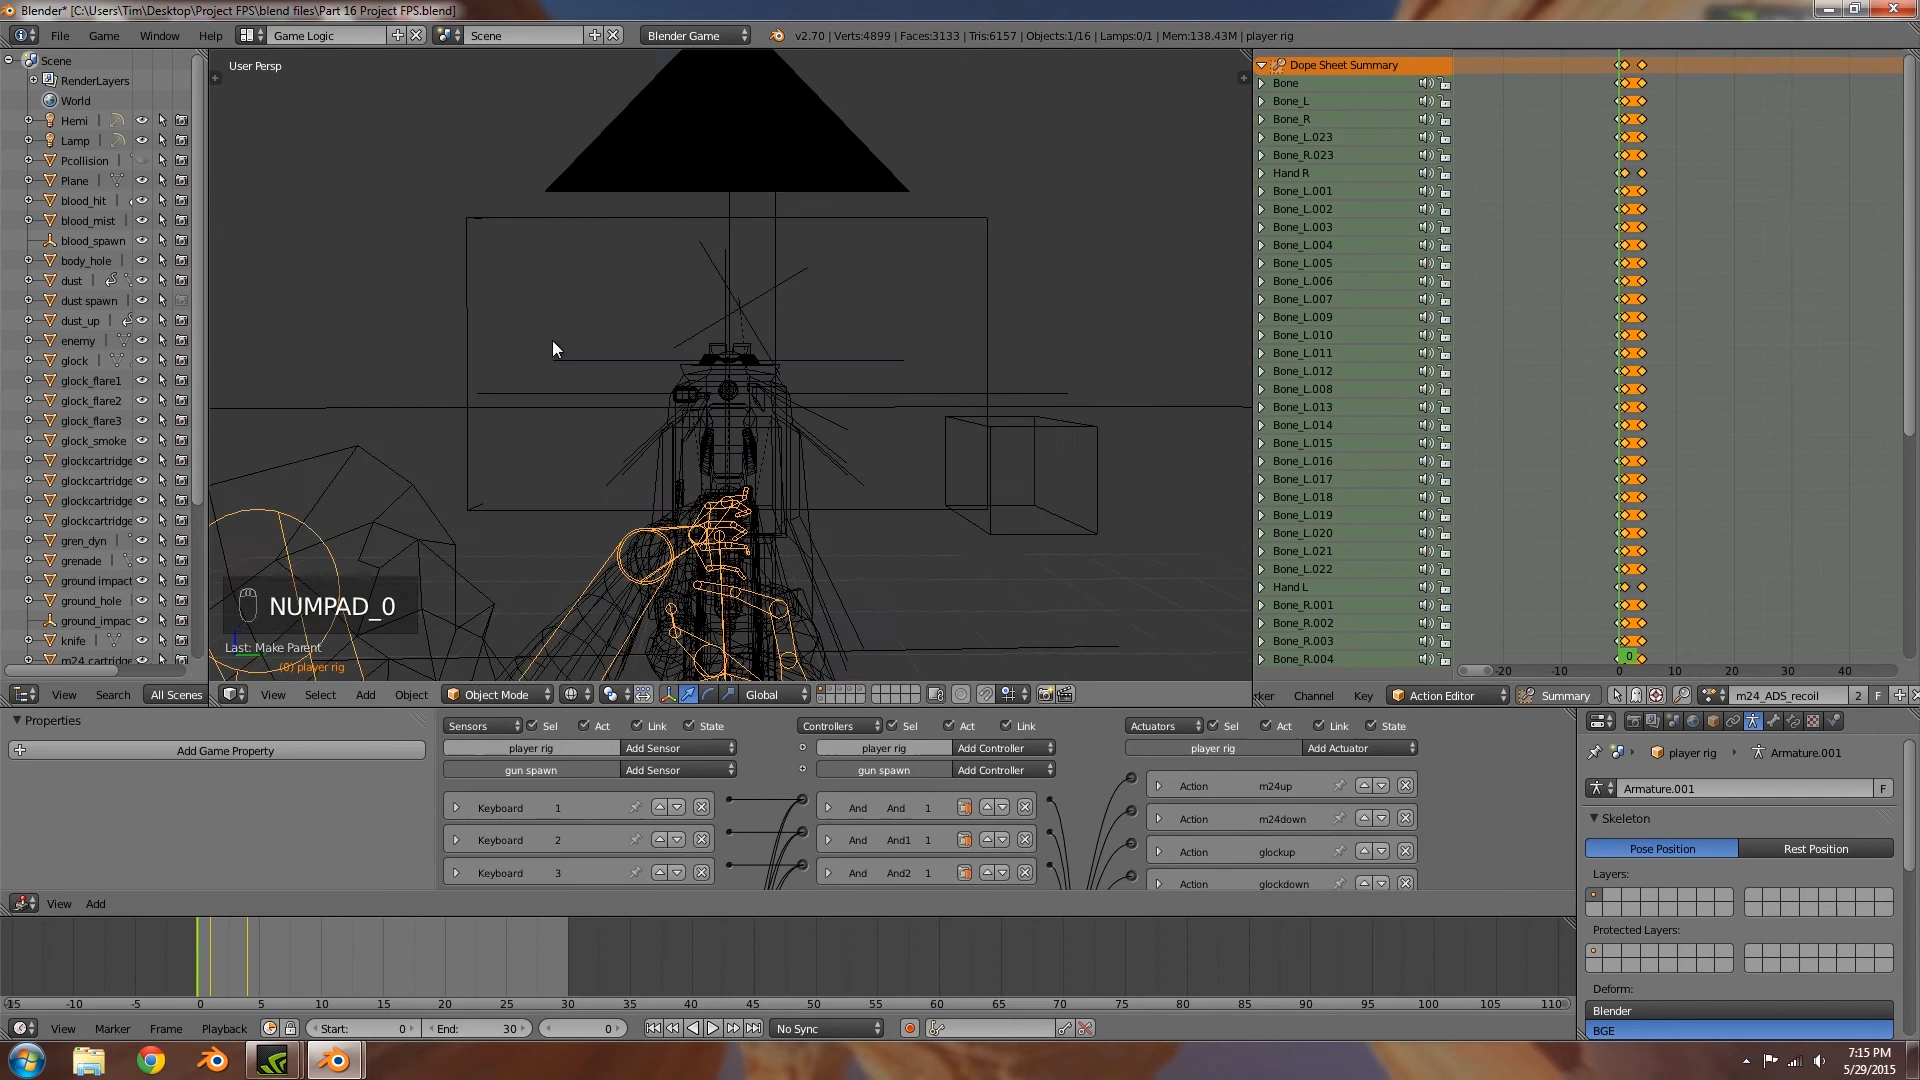 Blender* [C:\Users\Tim\Desktop\Project FPS\blend files\Part 16 Project FPS.blend]
File Game Window Help Game Logic Scene Blender Game v2.70 | Verts:4899 | Faces:3133 | Tris:6157 | Objects:1/16 | Lamps:0/1 | Mem:138.43M | player rig
Scene
RenderLayers
World
Hemi
Lamp
Pcollision
Plane
blood_hit
blood_mist
blood_spawn
body_hole
dust
dust spawn
dust_up
enemy
glock
glock_flare1
glock_flare2
glock_flare3
glock_smoke
glockcartridge
glockcartridge
glockcartridge
glockcartridge
gren_dyn
grenade
ground impact
ground_hole
ground_impac
knife
m24 cartridge
View Search All Scenes
User Persp
NUMPAD_0
Last: Make Parent
(0) player rig
View Select Add Object Object Mode Global
Dope Sheet Summary
Bone
Bone_L
Bone_R
Bone_L.023
Bone_R.023
Hand R
Bone_L.001
Bone_L.002
Bone_L.003
Bone_L.004
Bone_L.005
Bone_L.006
Bone_L.007
Bone_L.009
Bone_L.010
Bone_L.011
Bone_L.012
Bone_L.008
Bone_L.013
Bone_L.014
Bone_L.015
Bone_L.016
Bone_L.017
Bone_L.018
Bone_L.019
Bone_L.020
Bone_L.021
Bone_L.022
Hand L
Bone_R.001
Bone_R.002
Bone_R.003
Bone_R.004
0
-20 -10 0 10 20 30 40
ker Channel Key Action Editor Summary m24_ADS_recoil 2 F
Properties
Add Game Property
Sensors Sel Act Link State Controllers Sel Act Link Actuators Sel Act Link State
player rig Add Sensor player rig Add Controller player rig Add Actuator
gun spawn Add Sensor gun spawn Add Controller
Keyboard 1 And And 1 Action m24up
Keyboard 2 And And1 1 Action m24down
Keyboard 3 And And2 1 Action glockup
Action glockdown
View Add
player rig Armature.001
Armature.001 F
Skeleton
Pose Position Rest Position
Layers:
Protected Layers:
Deform:
Blender
BGE
-15 -10 -5 0 5 10 15 20 25 30 35 40 45 50 55 60 65 70 75 80 85 90 95 100 105 110
View Marker Frame Playback Start: 0 End: 30 0 No Sync
7:15 PM
5/29/2015